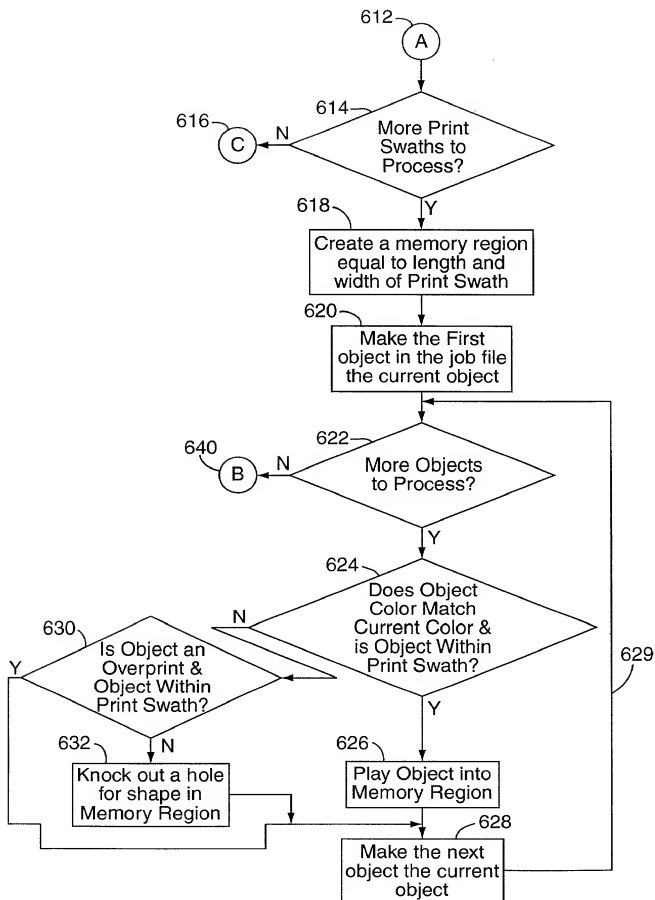 612
A
614
More Print
Swaths to
Process?
616
C
N
Y
618
Create a memory region
equal to length and
width of Print Swath
620
Make the First
object in the job file
the current object
622
More Objects
to Process?
640
B
N
Y
624
Does Object
Color Match
Current Color &
is Object Within
Print Swath?
N
Y
629
630
Is Object an
Overprint &
Object Within
Print Swath?
Y
N
632
Knock out a hole
for shape in
Memory Region
626
Play Object into
Memory Region
628
Make the next
object the current
object